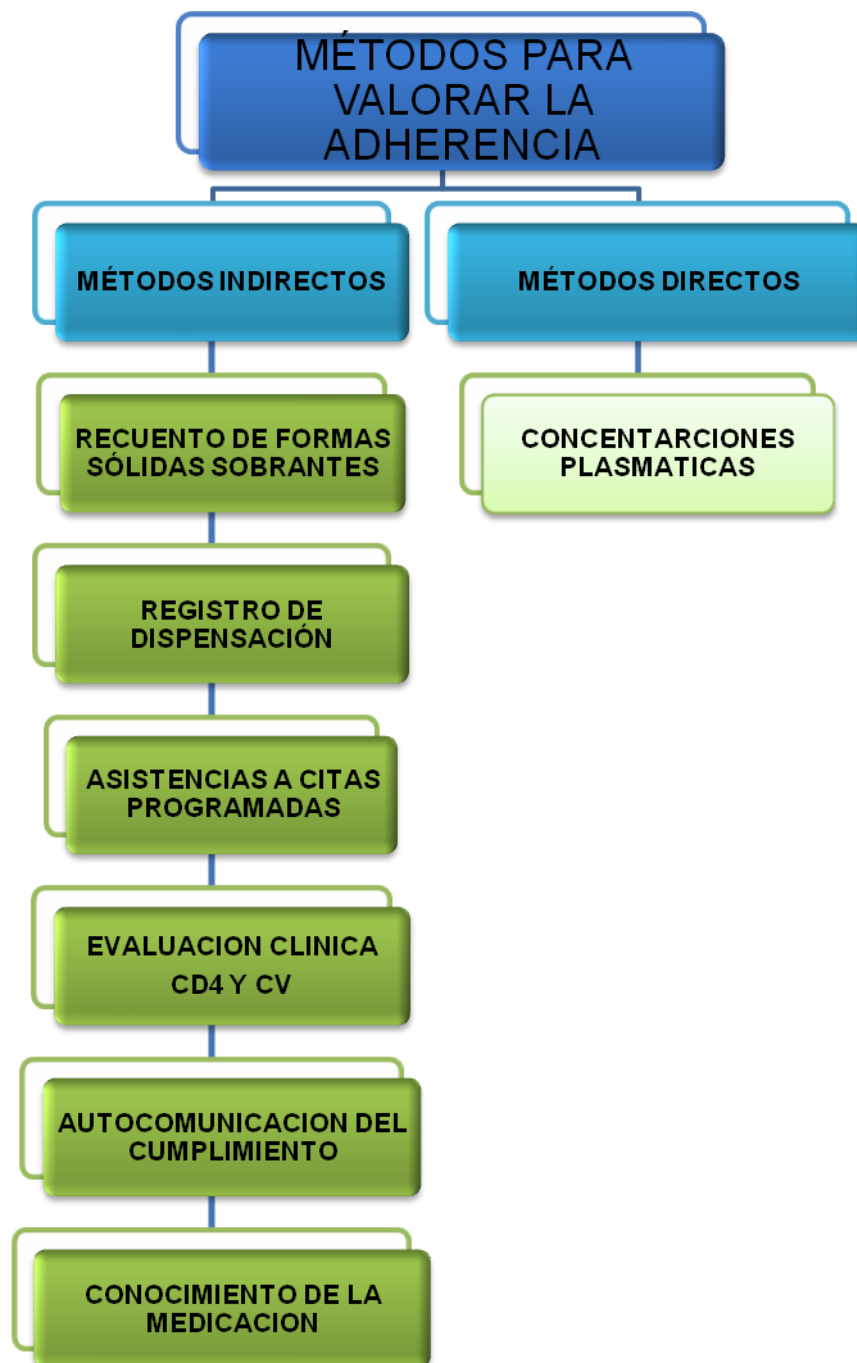 MÉTODOS PARA
VALORAR LA
ADHERENCIA
MÉTODOS INDIRECTOS
MÉTODOS DIRECTOS
RECUENTO DE FORMAS
SÓLIDAS SOBRANTES
CONCENTARCIONES
PLASMATICAS
REGISTRO DE
DISPENSACIÓN
ASISTENCIAS A CITAS
PROGRAMADAS
EVALUACION CLINICA
CD4 Y CV
AUTOCOMUNICACION DEL
CUMPLIMIENTO
CONOCIMIENTO DE LA
MEDICACION